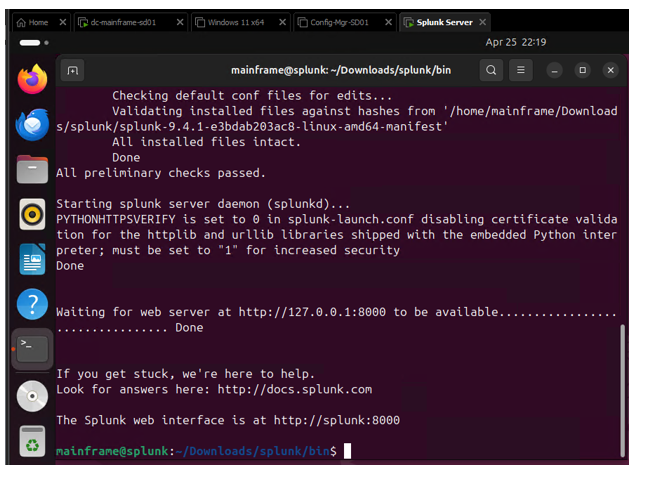 Home
dc-mainframe-sd01
Windows 11 x64
Config-Mgr-SD01
Splunk Server
Apr 25 22:19
mainframe@splunk: ~/Downloads/splunk/bin
Checking default conf files for edits...
Validating installed files against hashes from '/home/mainframe/Download
s/splunk/splunk-9.4.1-e3bdab203ac8-linux-amd64-manifest'
All installed files intact.
Done
All preliminary checks passed.
Starting splunk server daemon (splunkd)...
PYTHONHTTPSVERIFY is set to 0 in splunk-launch.conf disabling certificate valida
tion for the httplib and urllib libraries shipped with the embedded Python inter
preter; must be set to "1" for increased security
Done
Waiting for web server at http://127.0.0.1:8000 to be available.................
................ Done
If you get stuck, we're here to help.
Look for answers here: http://docs.splunk.com
The Splunk web interface is at http://splunk:8000
mainframe@splunk:~/Downloads/splunk/bin$